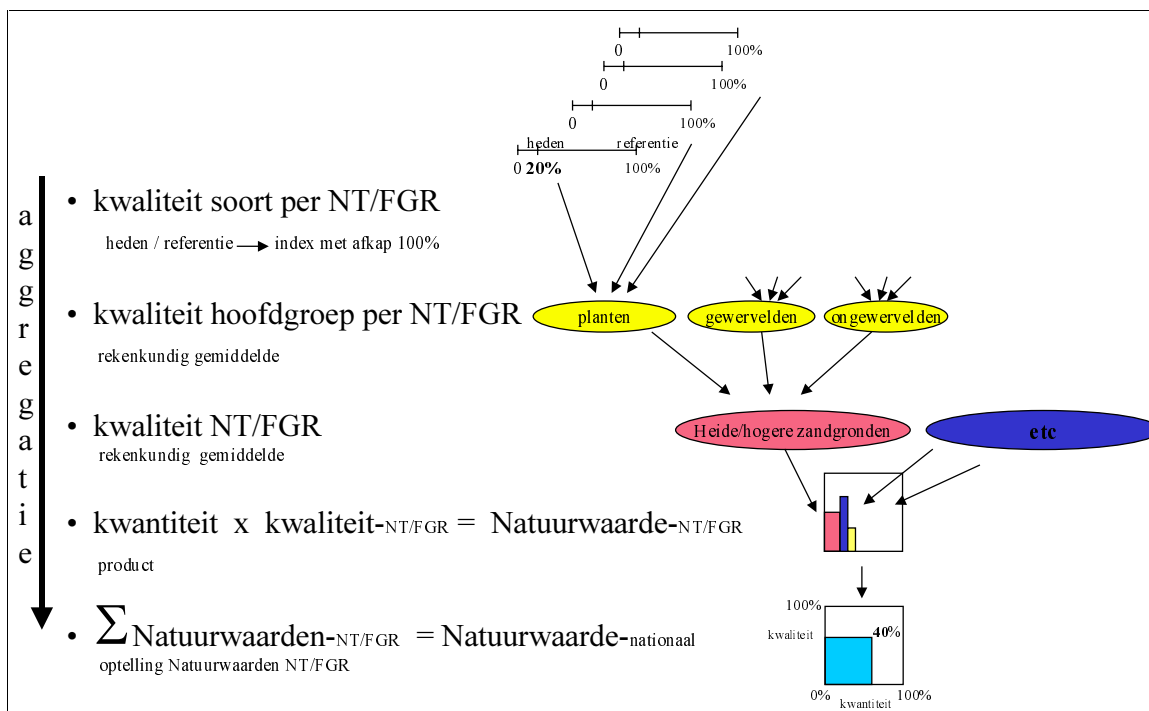 0 100%
0 100%
0 100%
heden referentie
0 20% 100%
aggregatie
• kwaliteit soort per NT/FGR
heden / referentie → index met afkap 100%
• kwaliteit hoofdgroep per NT/FGR
rekenkundig gemiddelde
planten gewervelden ongewervelden
• kwaliteit NT/FGR
rekenkundig gemiddelde
Heide/hogere zandgronden etc
• kwantiteit x kwaliteit-NT/FGR = Natuurwaarde-NT/FGR
product
• ∑ Natuurwaarden-NT/FGR = Natuurwaarde-nationaal
optelling Natuurwaarden NT/FGR
100%
kwaliteit
40%
0% 100%
kwantiteit